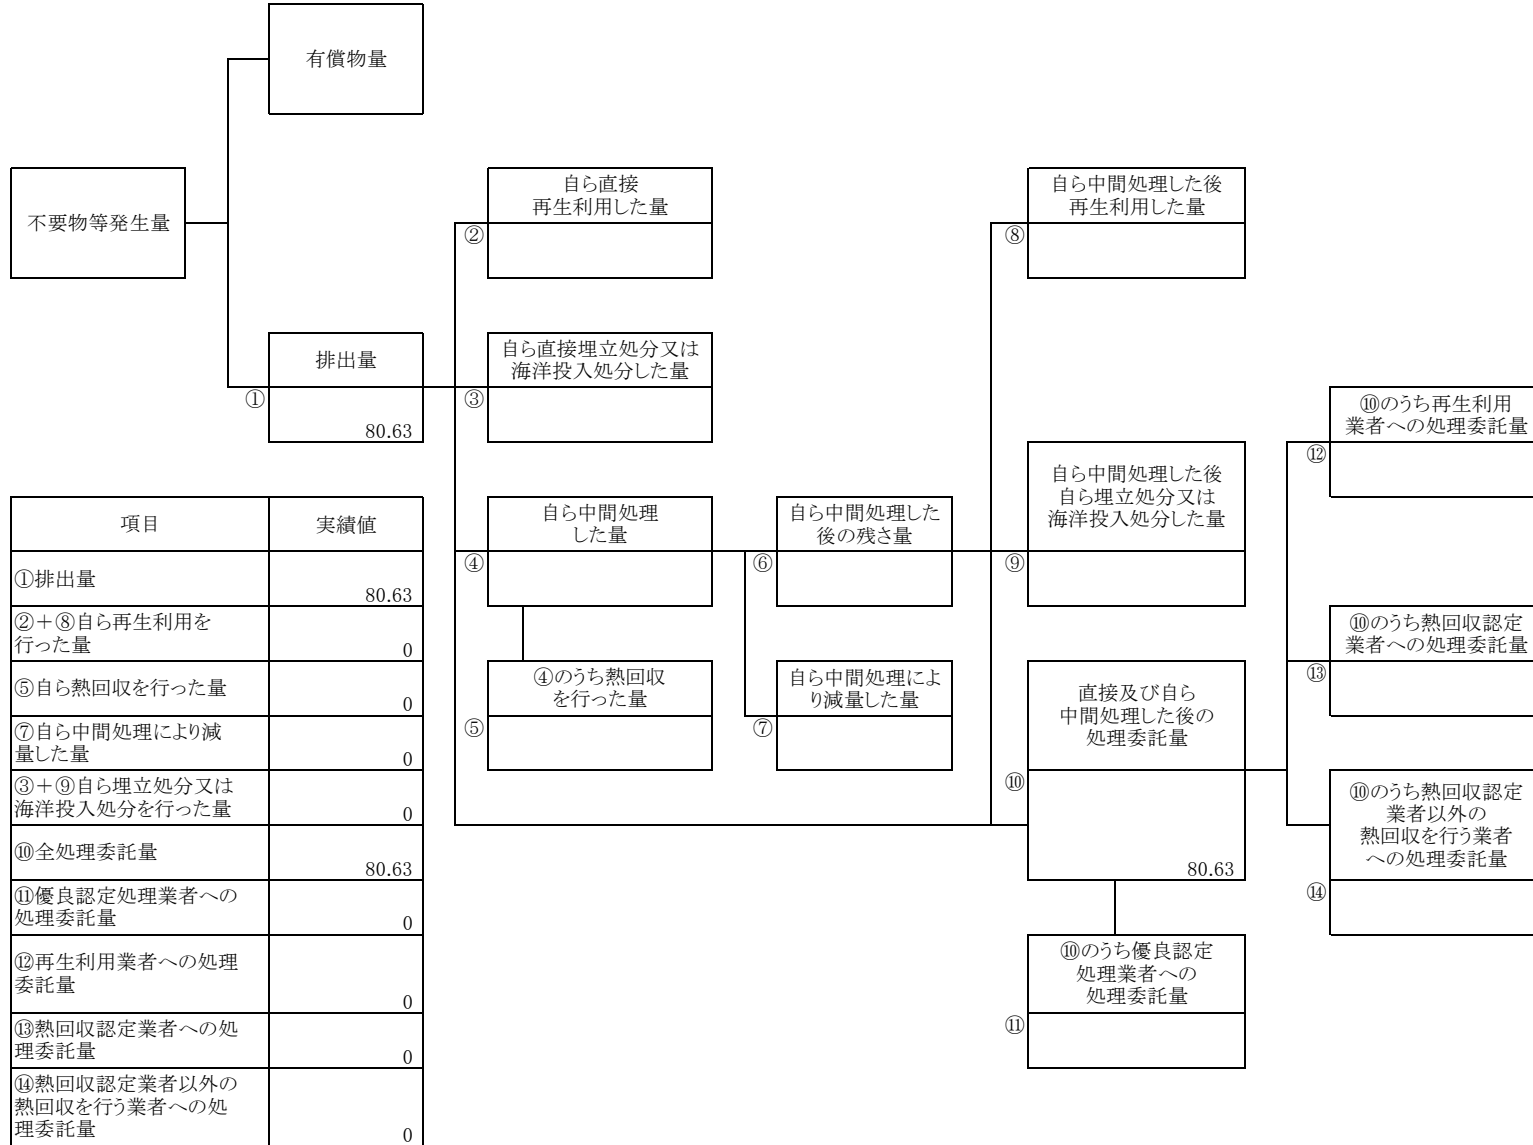 有償物量
不要物等発生量
自ら直接
再生利用した量
②
自ら中間処理した後
再生利用した量
⑧
排出量
①
80.63
自ら直接埋立処分又は
海洋投入処分した量
③
⑩のうち再生利用
業者への処理委託量
⑫
自ら中間処理
した量
④
自ら中間処理した
後の残さ量
⑥
自ら中間処理した後
自ら埋立処分又は
海洋投入処分した量
⑨
⑩のうち熱回収認定
業者への処理委託量
⑬
④のうち熱回収
を行った量
⑤
自ら中間処理によ
り減量した量
⑦
直接及び自ら
中間処理した後の
処理委託量
⑩
80.63
⑩のうち熱回収認定
業者以外の
熱回収を行う業者
への処理委託量
⑭
⑩のうち優良認定
処理業者への
処理委託量
⑪
項目
実績値
①排出量
80.63
②＋⑧自ら再生利用を
行った量
0
⑤自ら熱回収を行った量
0
⑦自ら中間処理により減
量した量
0
③＋⑨自ら埋立処分又は
海洋投入処分を行った量
0
⑩全処理委託量
80.63
⑪優良認定処理業者への
処理委託量
0
⑫再生利用業者への処理
委託量
0
⑬熱回収認定業者への処
理委託量
0
⑭熱回収認定業者以外の
熱回収を行う業者への処
理委託量
0